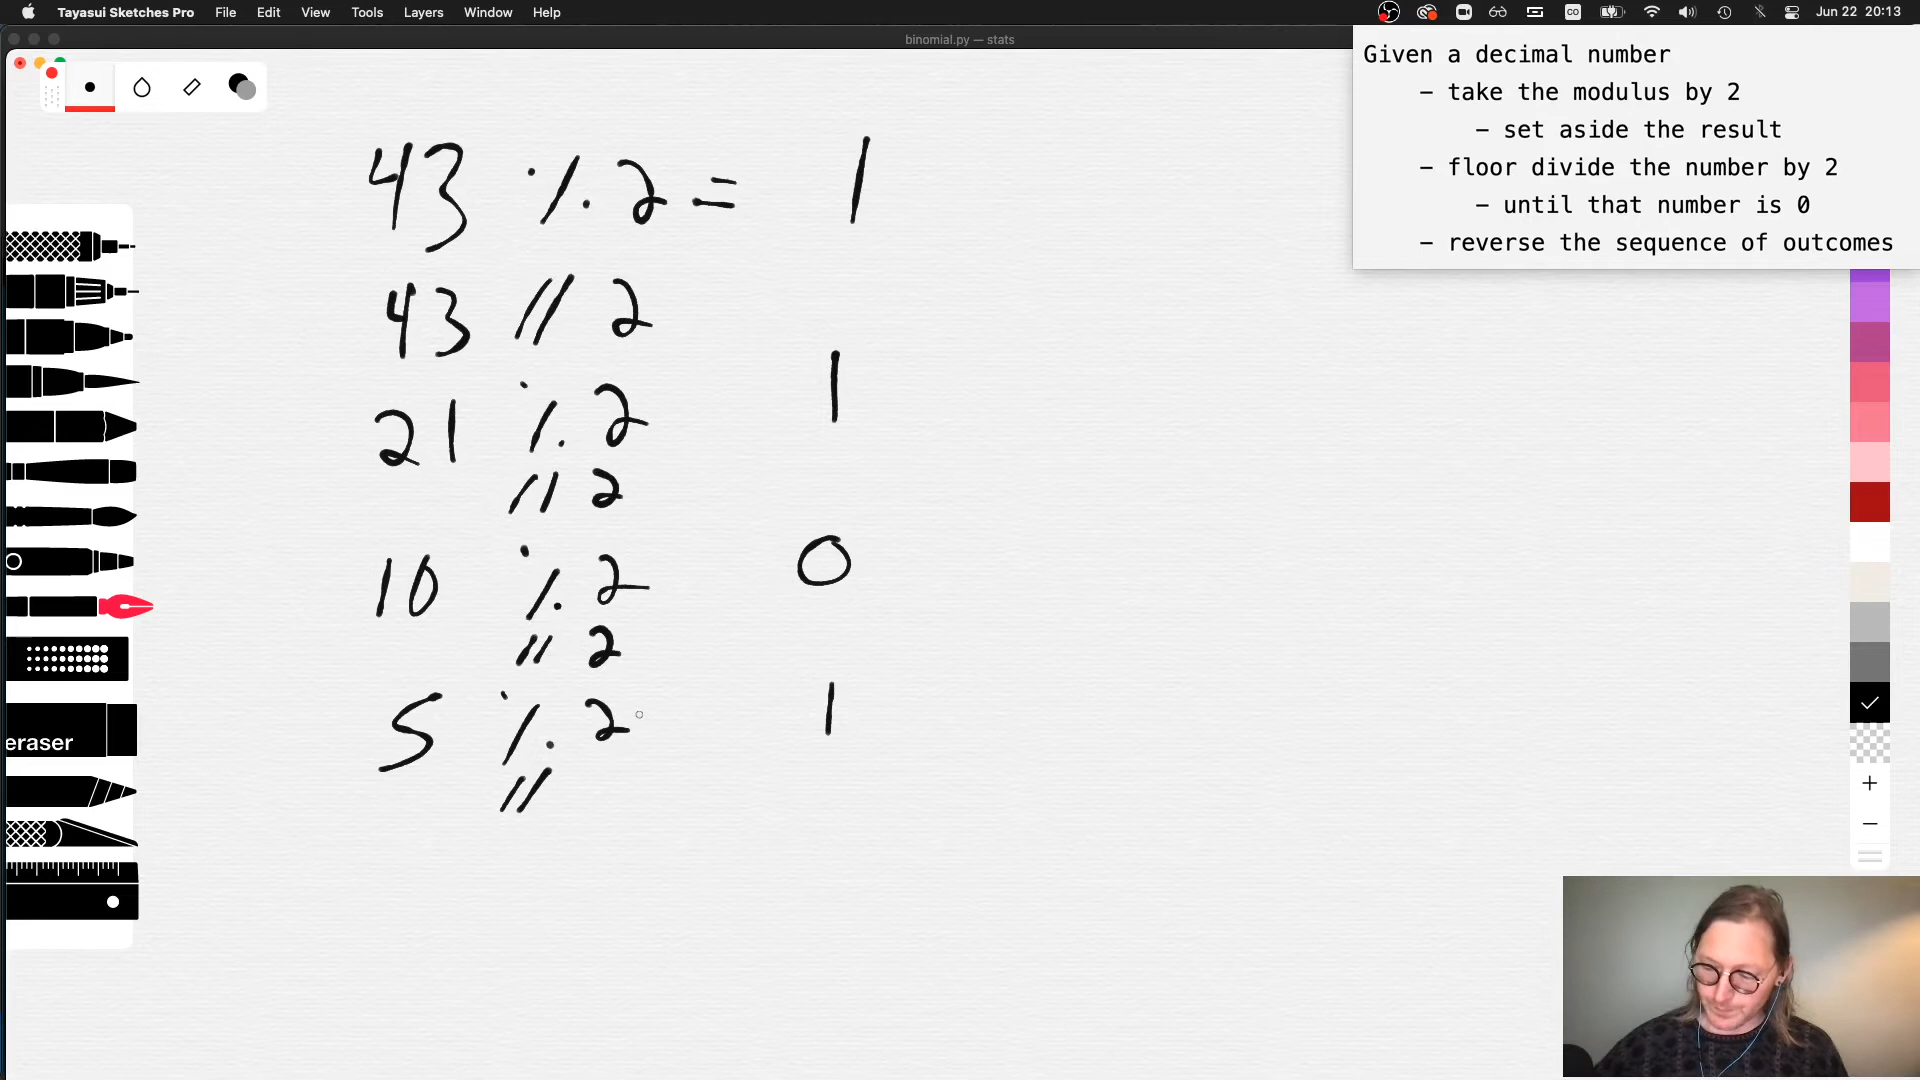 Tayasui Sketches Pro File Edit View Tools Layers Window Help
CO
Jun 22 20:13
binomial.py — stats
Given a decimal number
– take the modulus by 2
– set aside the result
– floor divide the number by 2
– until that number is 0
– reverse the sequence of outcomes
43 % 2 = 1
43 // 2
21 % 2 1
// 2
10 % 2 0
// 2
5 % 2 1
//
eraser